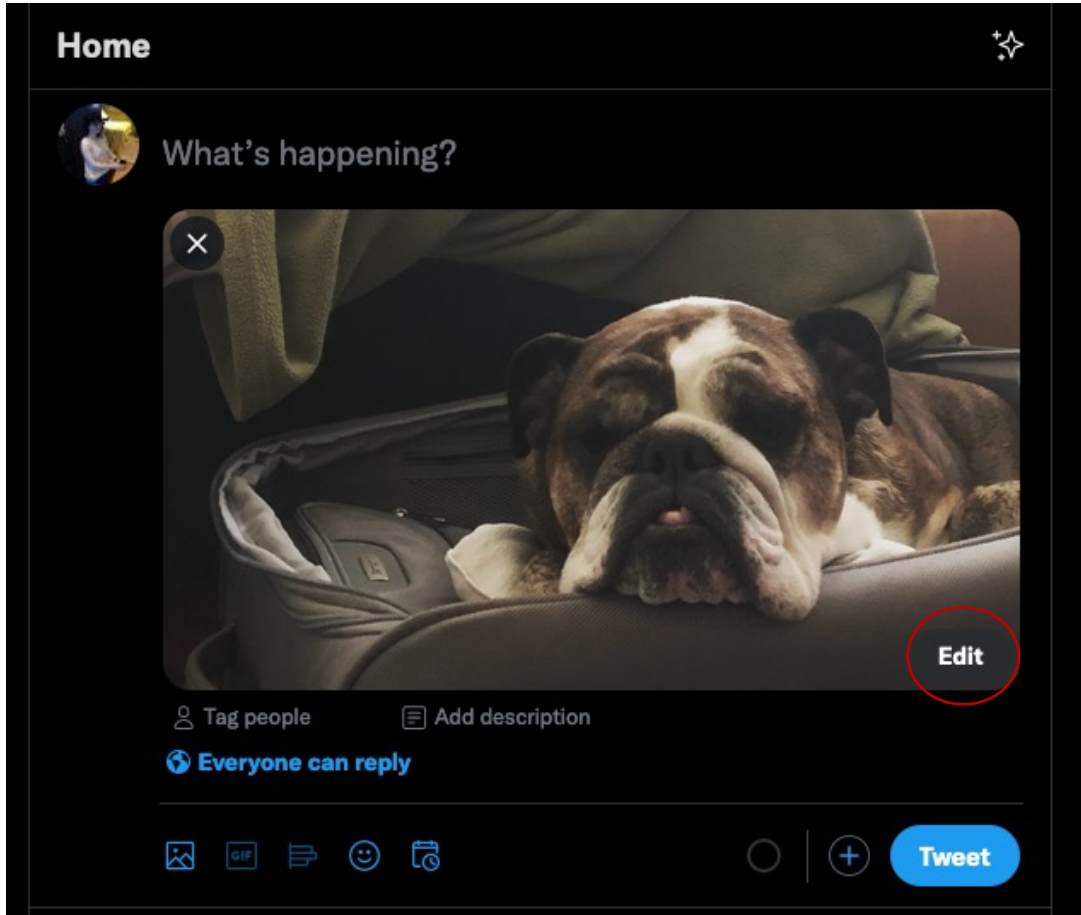 Home
What's happening?
Edit
Tag people
Add description
Everyone can reply
GIF
Tweet